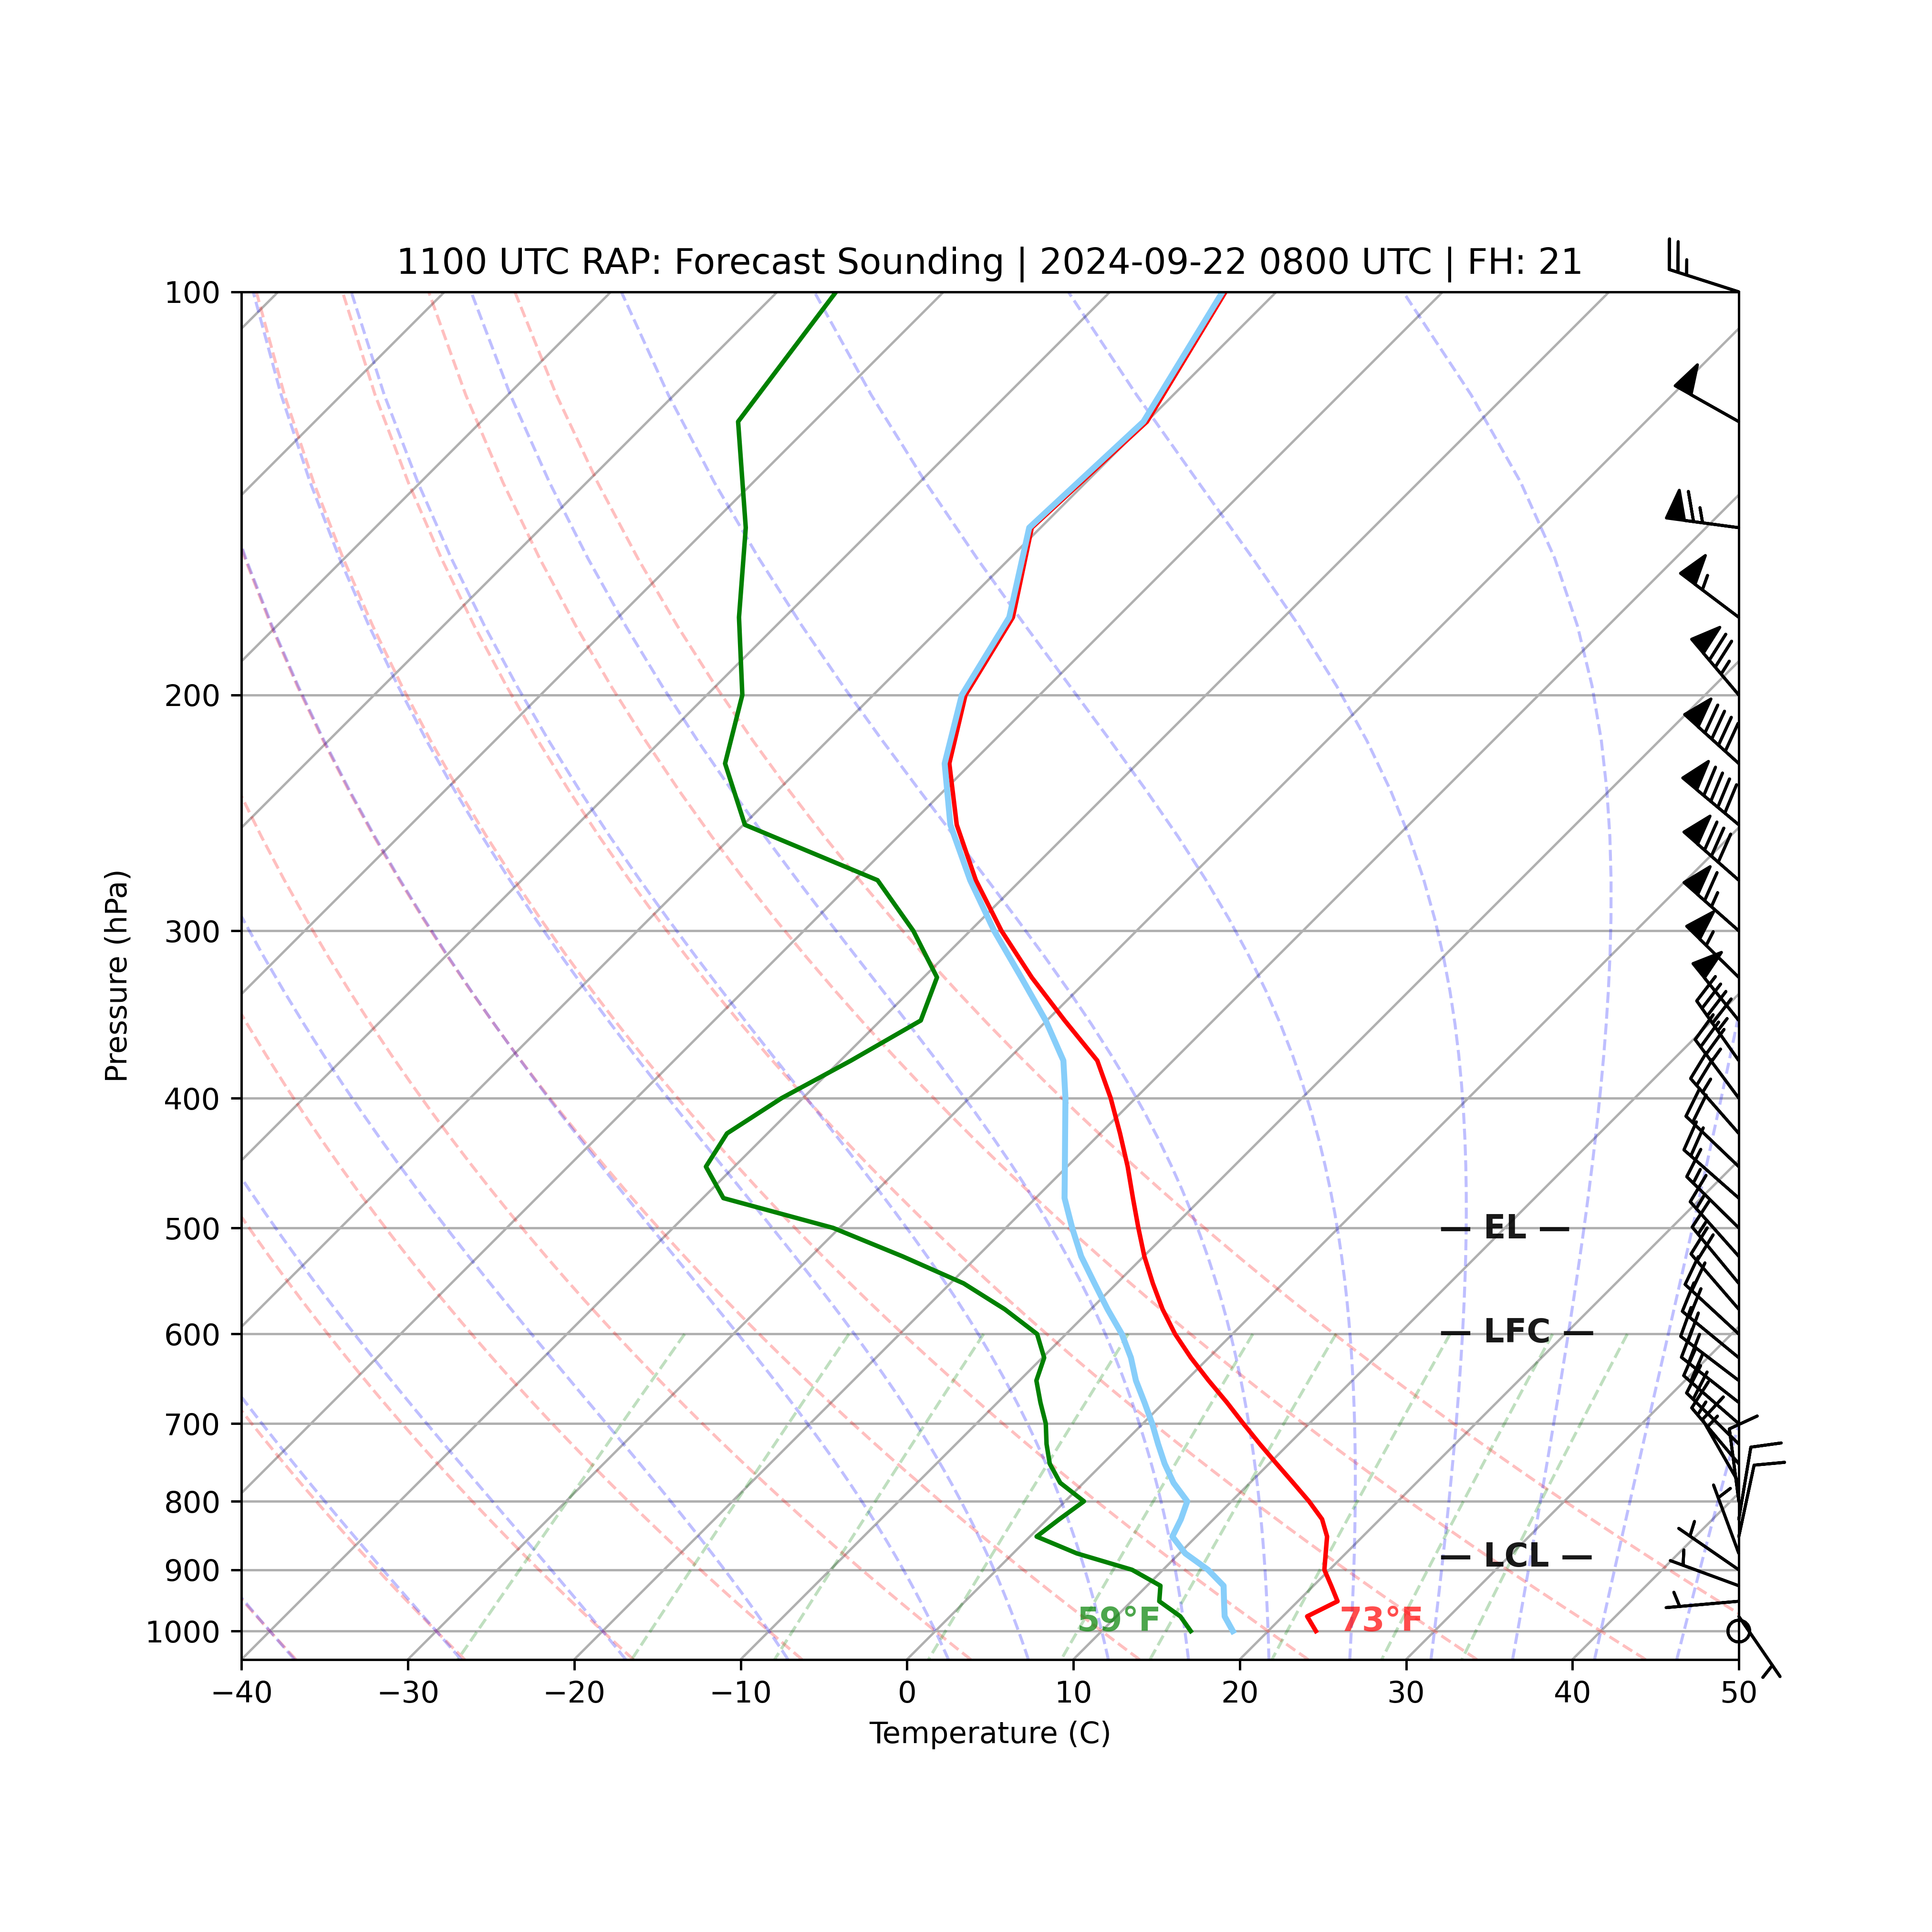 1100 UTC RAP: Forecast Sounding | 2024-09-22 0800 UTC | FH: 21
100
200
300
400
500
600
700
800
900
1000
Pressure (hPa)
— EL —
— LFC —
— LCL —
59°F
73°F
−40 −30 −20 −10 0 10 20 30 40 50
Temperature (C)